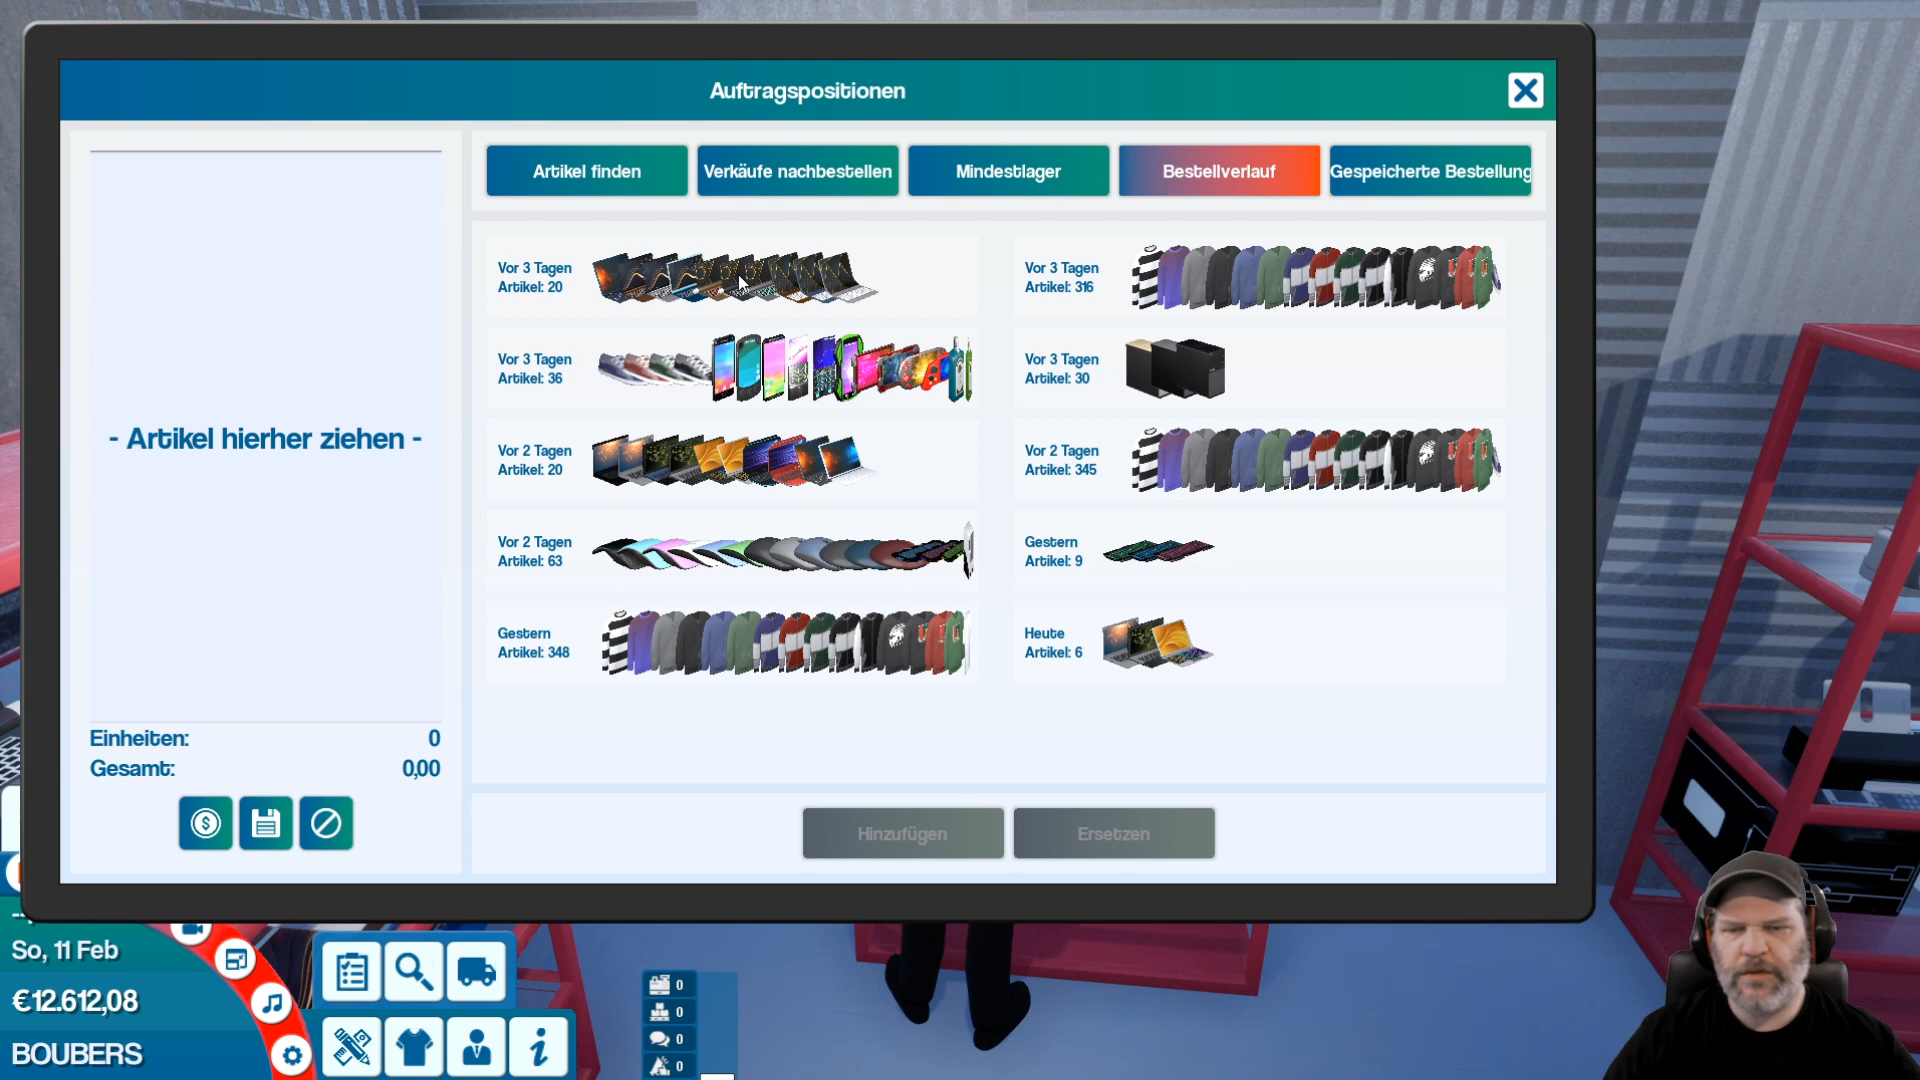 Auftragspositionen
Artikel finden
Verkäufe nachbestellen
Mindestlager
Bestellverlauf
Gespeicherte Bestellung
- Artikel hierher ziehen -
Vor 3 Tagen
Artikel: 20
Vor 3 Tagen
Artikel: 316
Vor 3 Tagen
Artikel: 36
Vor 3 Tagen
Artikel: 30
Vor 2 Tagen
Artikel: 20
Vor 2 Tagen
Artikel: 345
Vor 2 Tagen
Artikel: 63
Gestern
Artikel: 9
Gestern
Artikel: 348
Heute
Artikel: 6
Einheiten: 0
Gesamt: 0,00
Hinzufügen
Ersetzen
So, 11 Feb
€12.612,08
BOUBERS
0
0
0
0